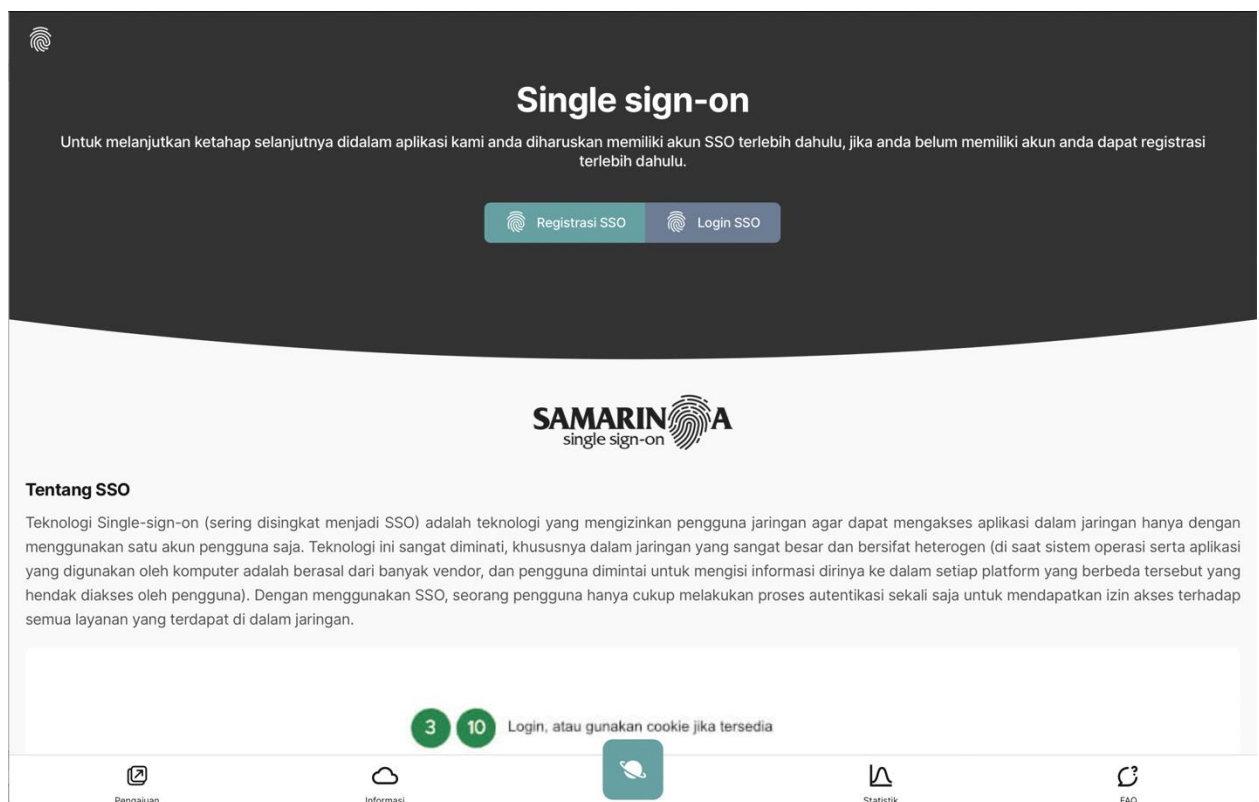 Single sign-on
Untuk melanjutkan ketahap selanjutnya didalam aplikasi kami anda diharuskan memiliki akun SSO terlebih dahulu, jika anda belum memiliki akun anda dapat registrasi
terlebih dahulu.
Registrasi SSO Login SSO
SAMARINDA
single sign-on
Tentang SSO
Teknologi Single-sign-on (sering disingkat menjadi SSO) adalah teknologi yang mengizinkan pengguna jaringan agar dapat mengakses aplikasi dalam jaringan hanya dengan
menggunakan satu akun pengguna saja. Teknologi ini sangat diminati, khususnya dalam jaringan yang sangat besar dan bersifat heterogen (di saat sistem operasi serta aplikasi
yang digunakan oleh komputer adalah berasal dari banyak vendor, dan pengguna dimintai untuk mengisi informasi dirinya ke dalam setiap platform yang berbeda tersebut yang
hendak diakses oleh pengguna). Dengan menggunakan SSO, seorang pengguna hanya cukup melakukan proses autentikasi sekali saja untuk mendapatkan izin akses terhadap
semua layanan yang terdapat di dalam jaringan.
3 10 Login, atau gunakan cookie jika tersedia
Pengajuan Informasi Statistik FAQ